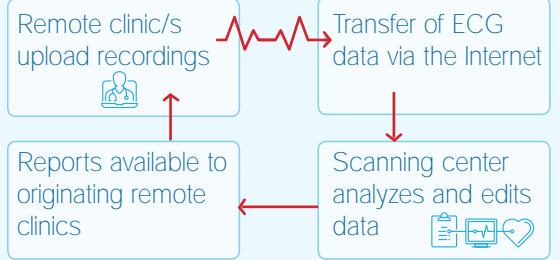 Remote clinic/s
upload recordings
Transfer of ECG
data via the Internet
Reports available to
originating remote
clinics
Scanning center
analyzes and edits
data